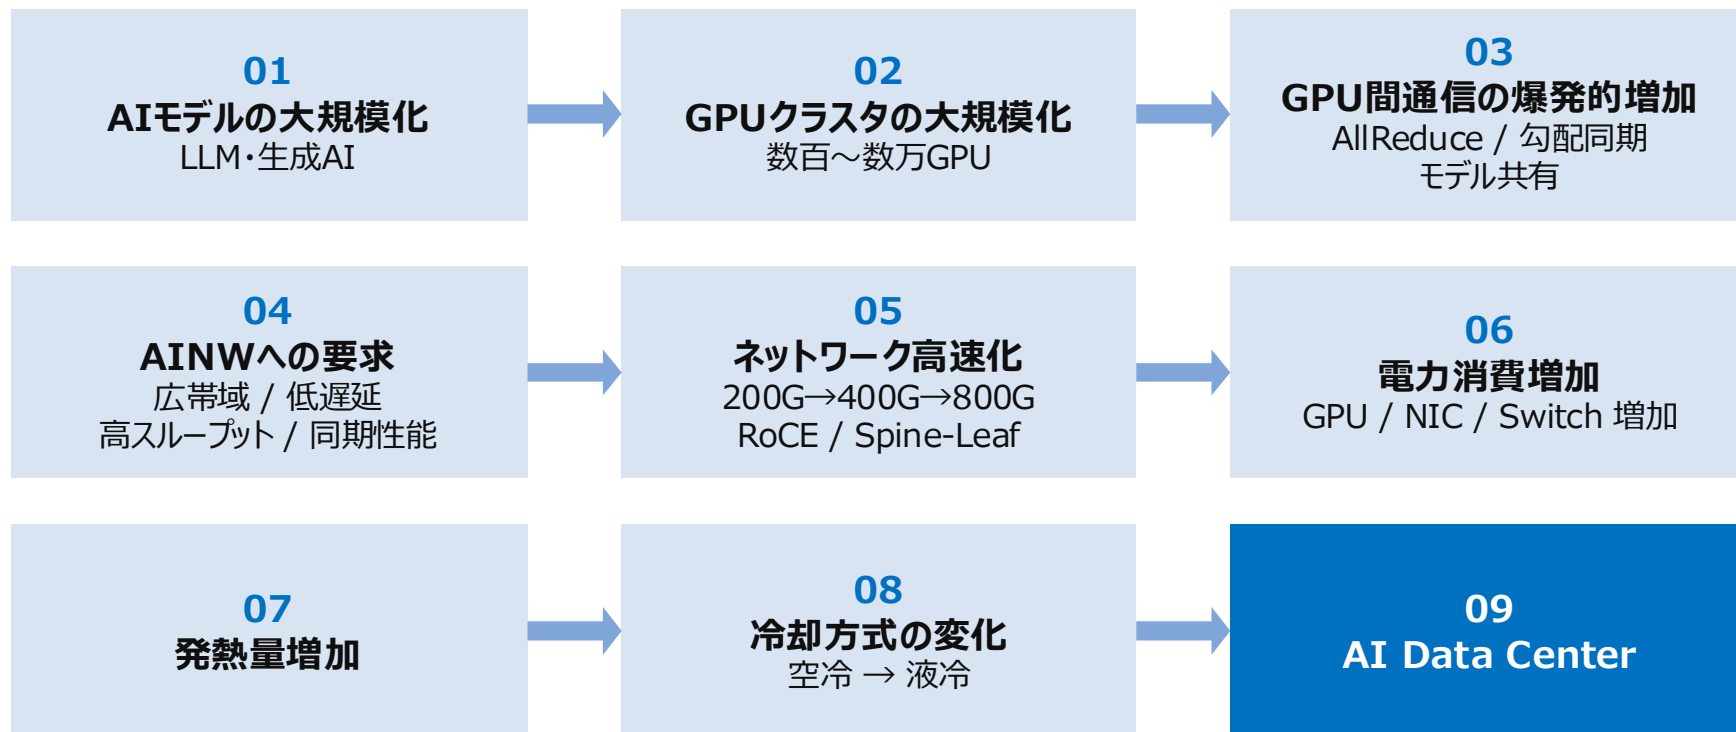 01
AIモデルの大規模化
LLM・生成AI
02
GPUクラスタの大規模化
数百～数万GPU
03
GPU間通信の爆発的増加
AllReduce / 勾配同期
モデル共有
04
AINWへの要求
広帯域 / 低遅延
高スループット / 同期性能
05
ネットワーク高速化
200G→400G→800G
RoCE / Spine-Leaf
06
電力消費増加
GPU / NIC / Switch 増加
07
発熱量増加
08
冷却方式の変化
空冷 → 液冷
09
AI Data Center